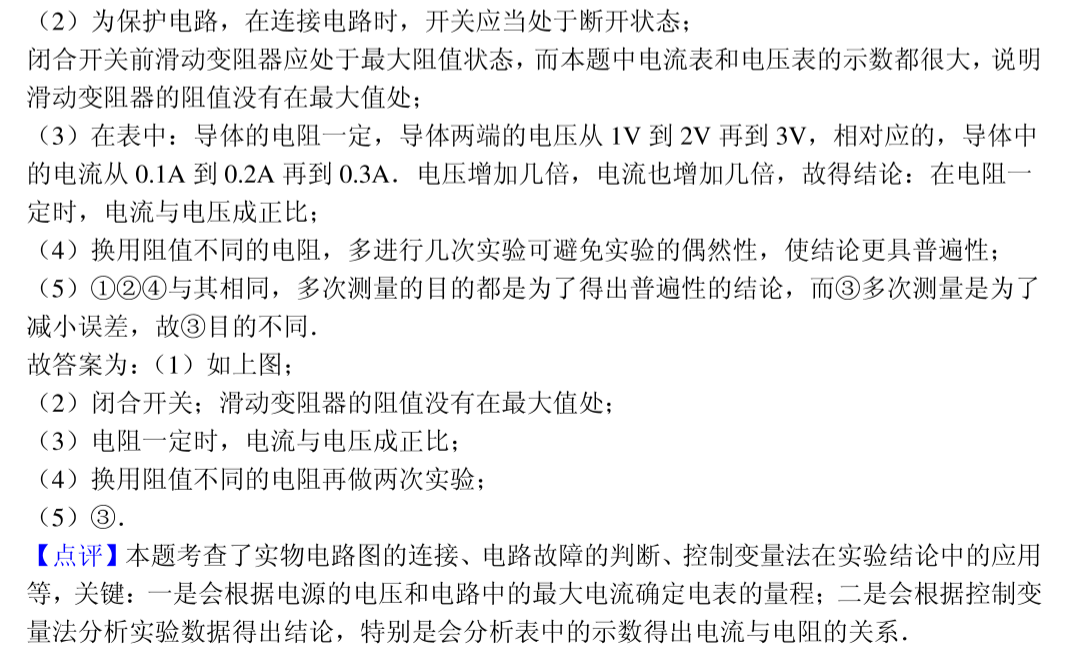 （2）为保护电路，在连接电路时，开关应当处于断开状态；
闭合开关前滑动变阻器应处于最大阻值状态，而本题中电流表和电压表的示数都很大，说明
滑动变阻器的阻值没有在最大值处；
（3）在表中：导体的电阻一定，导体两端的电压从 1V 到 2V 再到 3V，相对应的，导体中
的电流从 0.1A 到 0.2A 再到 0.3A．电压增加几倍，电流也增加几倍，故得结论：在电阻一
定时，电流与电压成正比；
（4）换用阻值不同的电阻，多进行几次实验可避免实验的偶然性，使结论更具普遍性；
（5）①②④与其相同，多次测量的目的都是为了得出普遍性的结论，而③多次测量是为了
减小误差，故③目的不同．
故答案为：（1）如上图；
（2）闭合开关；滑动变阻器的阻值没有在最大值处；
（3）电阻一定时，电流与电压成正比；
（4）换用阻值不同的电阻再做两次实验；
（5）③．
【点评】本题考查了实物电路图的连接、电路故障的判断、控制变量法在实验结论中的应用
等，关键：一是会根据电源的电压和电路中的最大电流确定电表的量程；二是会根据控制变
量法分析实验数据得出结论，特别是会分析表中的示数得出电流与电阻的关系．